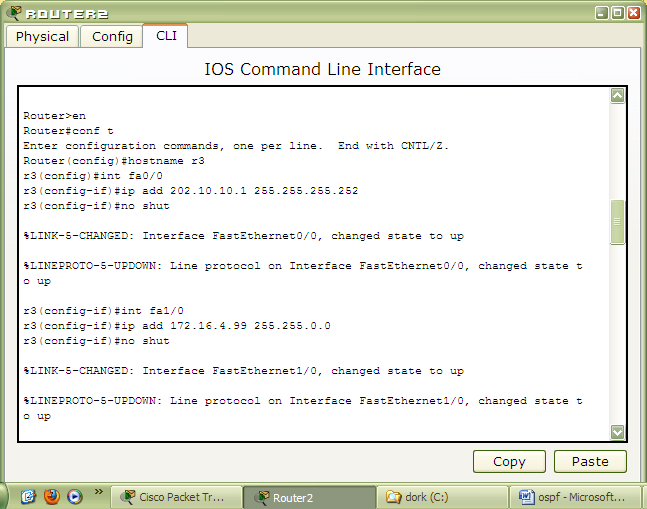 ROUTER2
Physical
Config
CLI
IOS Command Line Interface
Router>en
Router#conf t
Enter configuration commands, one per line.  End with CNTL/Z.
Router(config)#hostname r3
r3(config)#int fa0/0
r3(config-if)#ip add 202.10.10.1 255.255.255.252
r3(config-if)#no shut
%LINK-5-CHANGED: Interface FastEthernet0/0, changed state to up
%LINEPROTO-5-UPDOWN: Line protocol on Interface FastEthernet0/0, changed state t
o up
r3(config-if)#int fa1/0
r3(config-if)#ip add 172.16.4.99 255.255.0.0
r3(config-if)#no shut
%LINK-5-CHANGED: Interface FastEthernet1/0, changed state to up
%LINEPROTO-5-UPDOWN: Line protocol on Interface FastEthernet1/0, changed state t
o up
Copy
Paste
»
Cisco Packet Tr...
Router2
dork (C:)
ospf - Microsoft...